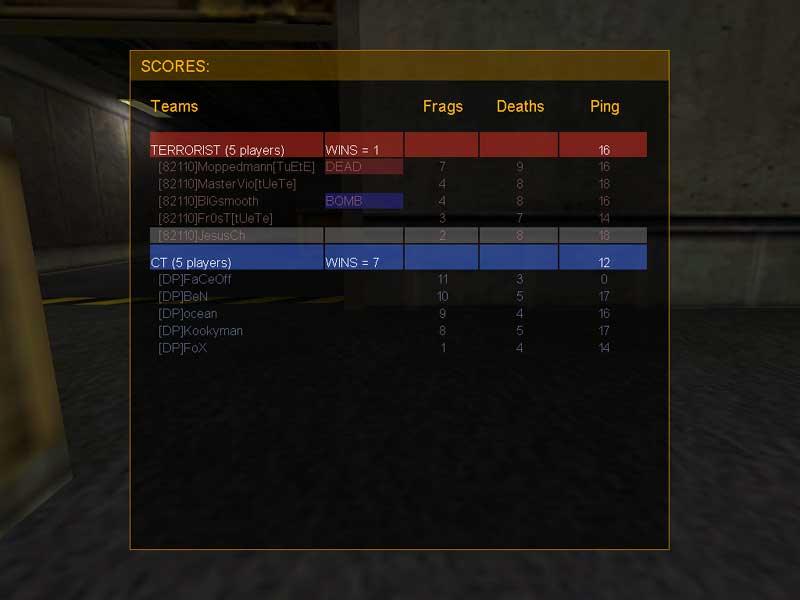 SCORES:
Teams Frags Deaths Ping
TERRORIST (5 players) WINS = 1 16
[82110]Moppedmann[TuEtE] DEAD 7 9 16
[82110]MasterVio[tUeTe] 4 8 18
[82110]BIGsmooth BOMB 4 8 16
[82110]Fr0sT[tUeTe] 3 7 14
[82110]JesusCh 2 8 18
CT (5 players) WINS = 7 12
[DP]FaCeOff 11 3 0
[DP]BeN 10 5 17
[DP]ocean 9 4 16
[DP]Kookyman 8 5 17
[DP]FoX 1 4 14